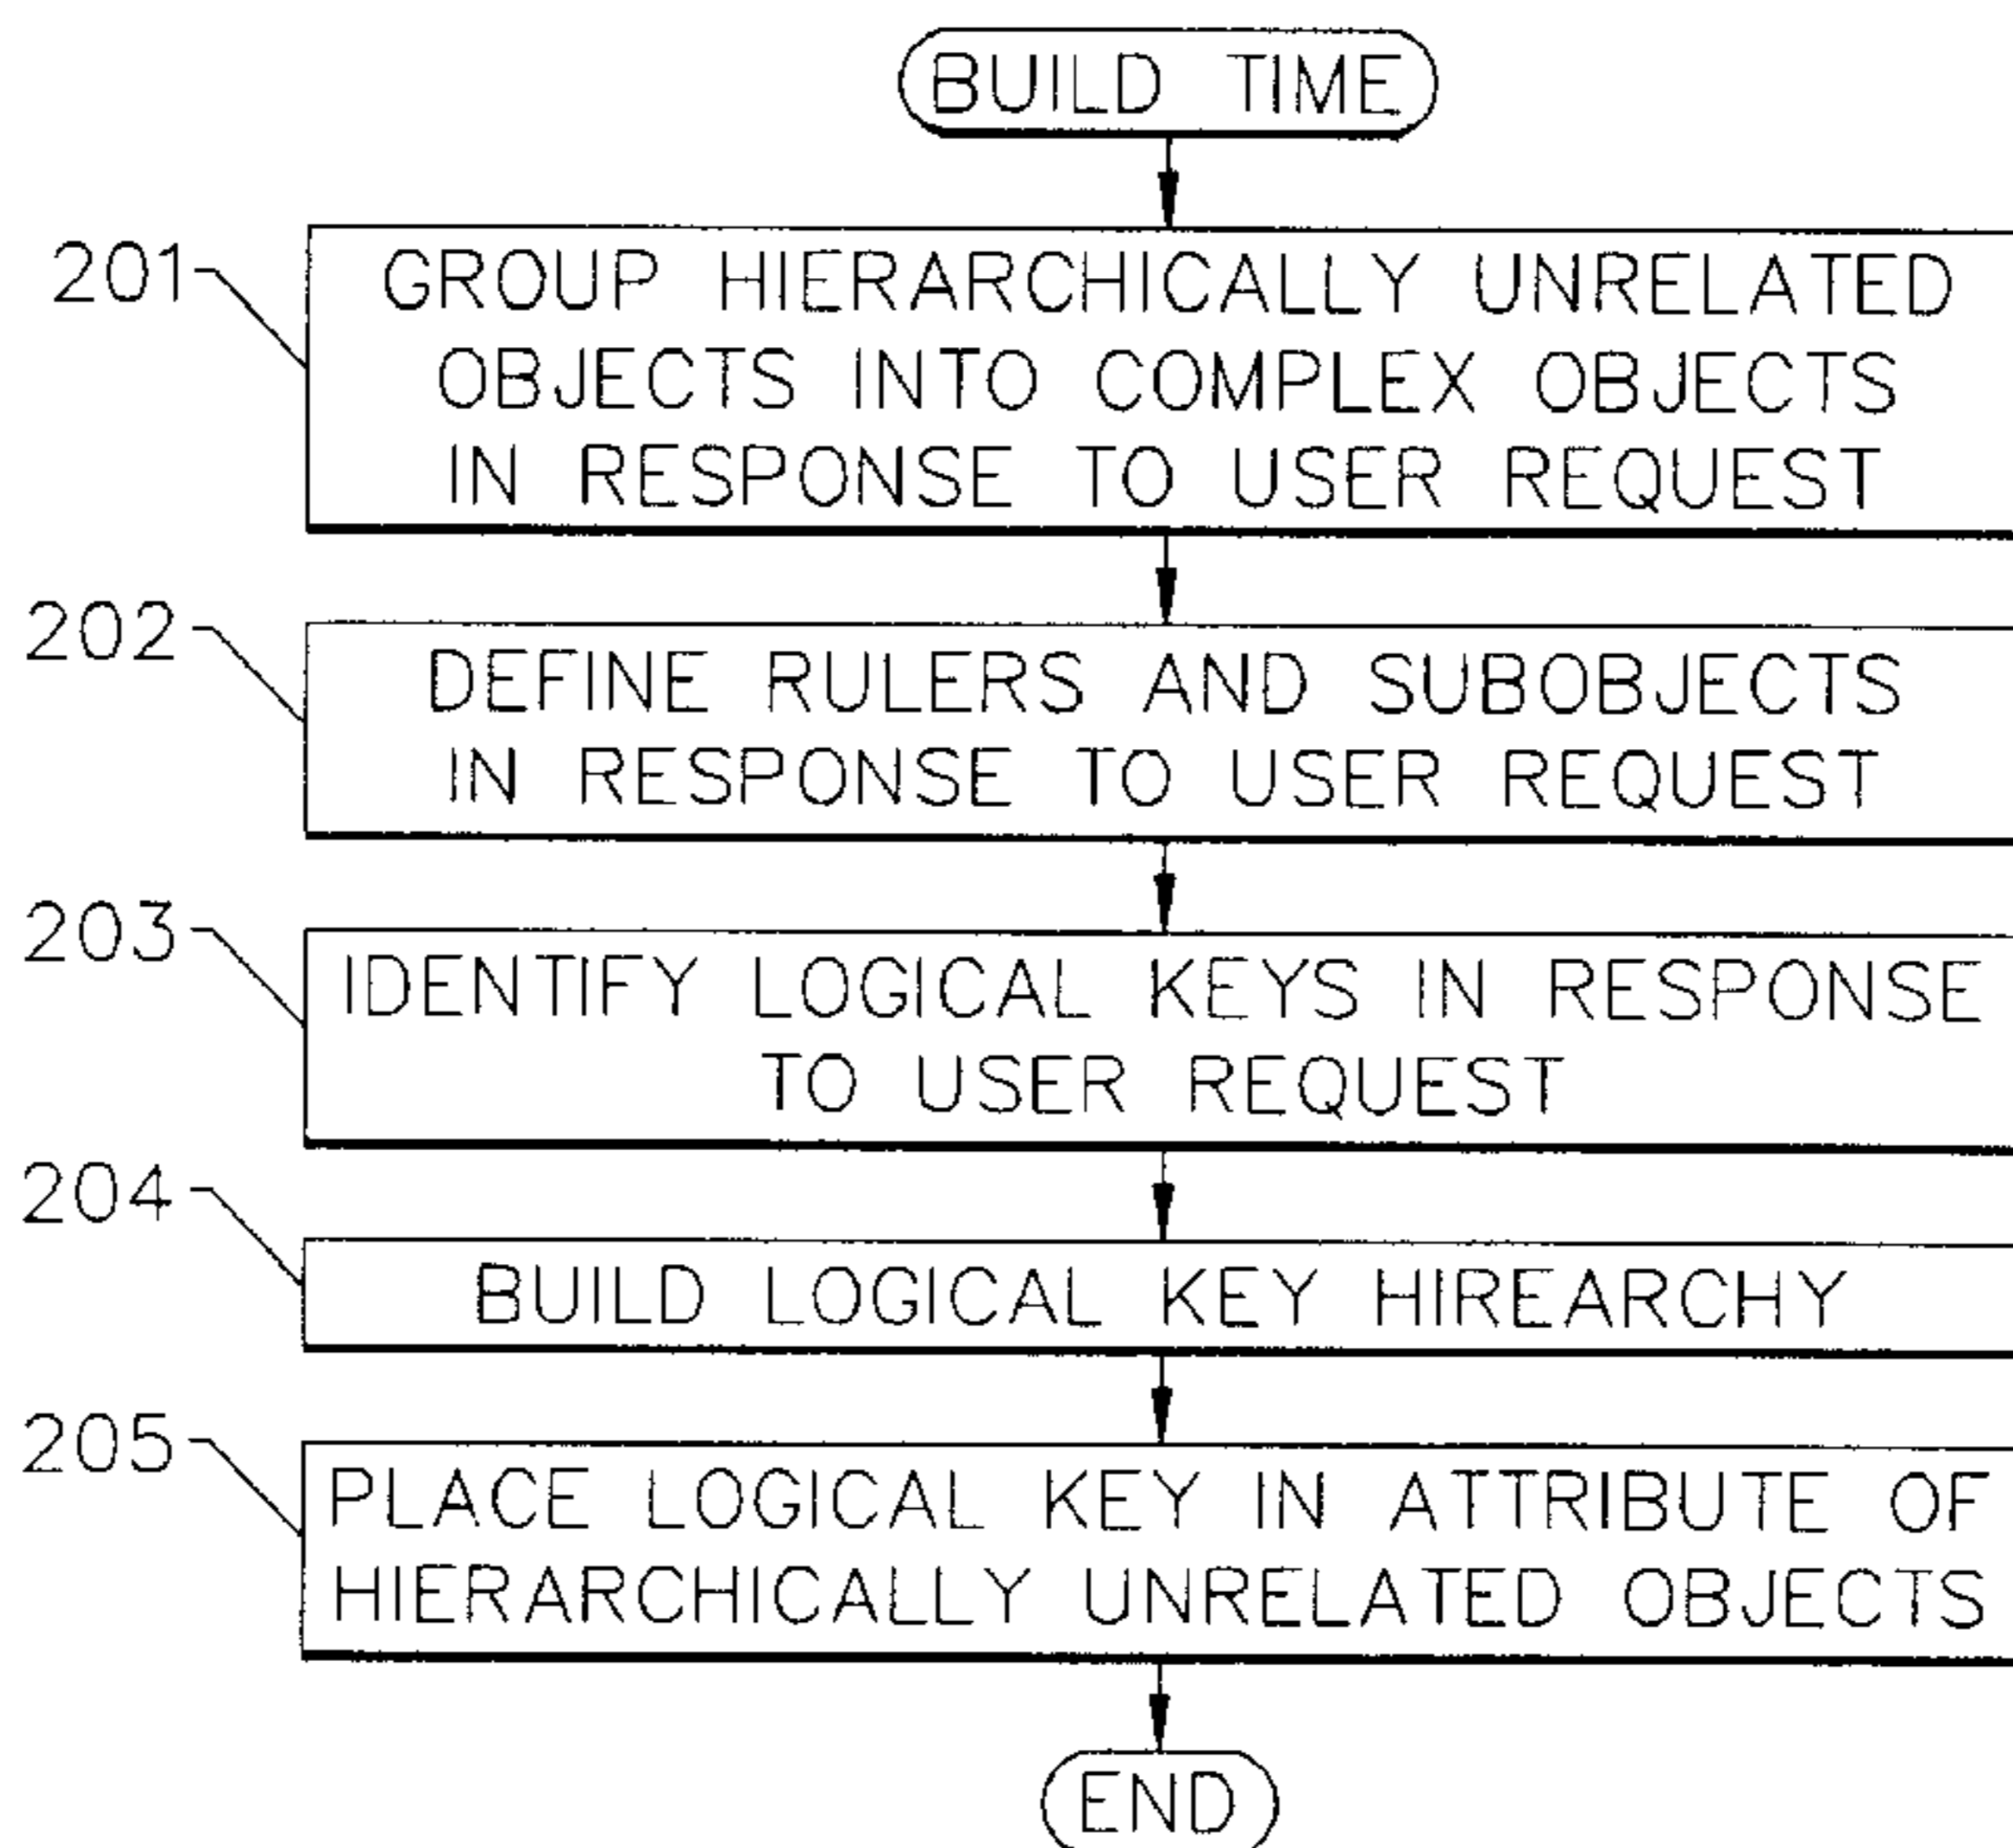 BUILD TIME
201
GROUP HIERARCHICALLY UNRELATED
OBJECTS INTO COMPLEX OBJECTS
IN RESPONSE TO USER REQUEST
202
DEFINE RULERS AND SUBOBJECTS
IN RESPONSE TO USER REQUEST
203
IDENTIFY LOGICAL KEYS IN RESPONSE
TO USER REQUEST
204
BUILD LOGICAL KEY HIREARCHY
205
PLACE LOGICAL KEY IN ATTRIBUTE OF
HIERARCHICALLY UNRELATED OBJECTS
END